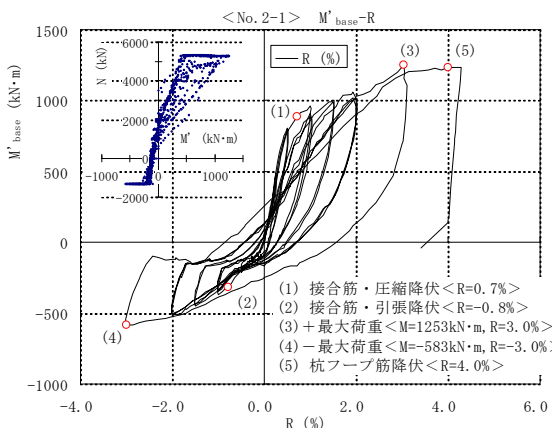 <No.2-1> M'base-R
1500
1000
500
0
-500
-1000
M'base (kN・m)
-4.0 -2.0 0.0 2.0 4.0 6.0
R (%)
R (%)
6000
4000
2000
0
-2000
N (kN)
M' (kN・m)
-1000 0 1000
(1)
(2)
(3)
(4)
(5)
(1) 接合筋・圧縮降伏<R=0.7%>
(2) 接合筋・引張降伏<R=-0.8%>
(3)＋最大荷重<M=1253kN・m,R=3.0%>
(4)－最大荷重<M=-583kN・m,R=-3.0%>
(5) 杭フープ筋降伏<R=4.0%>